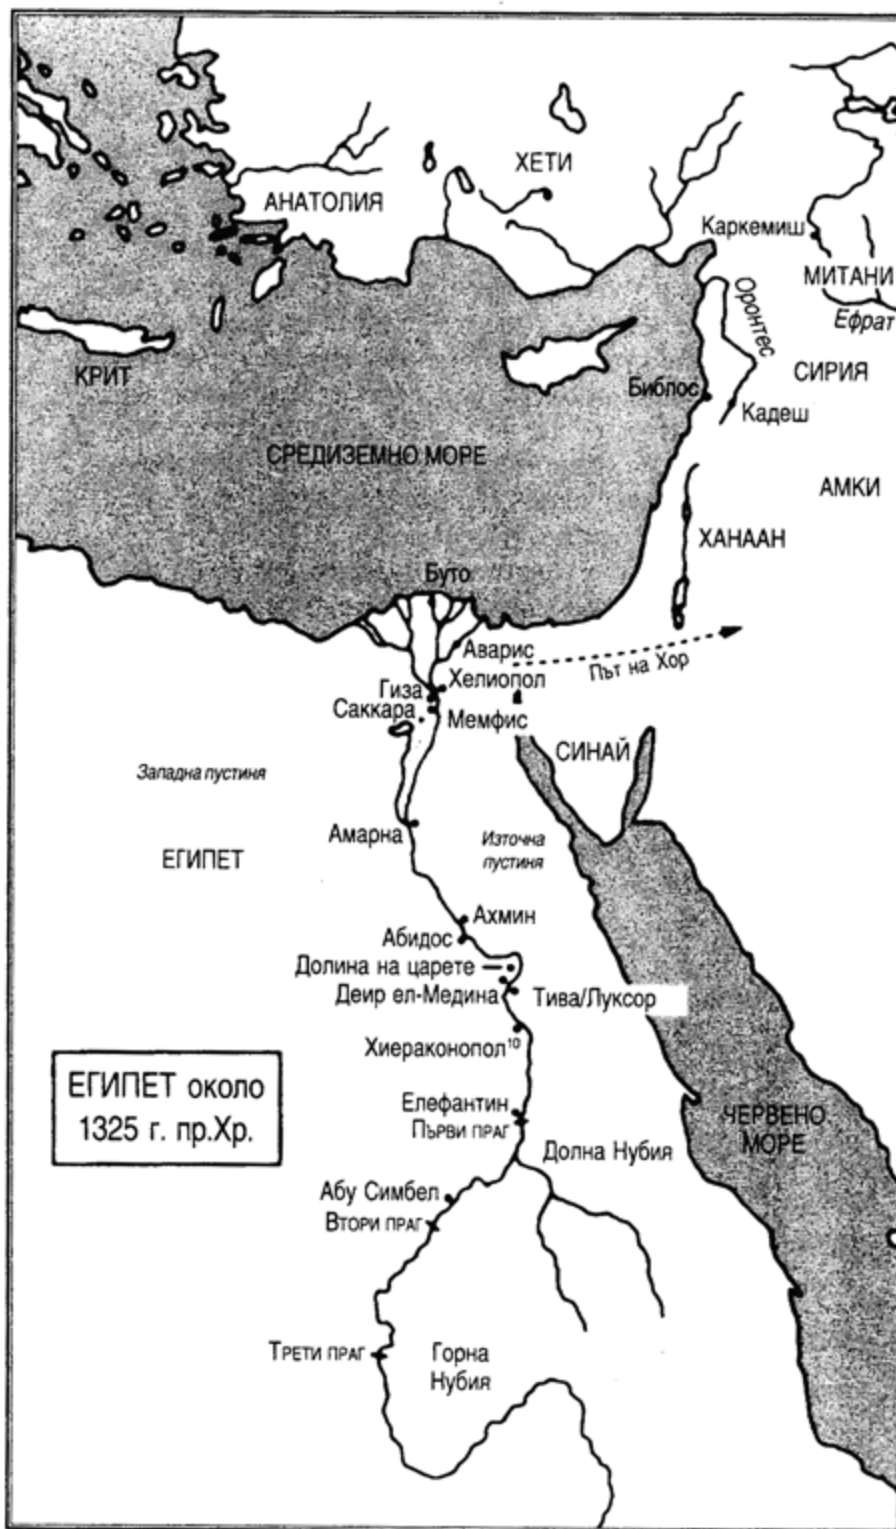 ХЕТИ
АНАТОЛИЯ
Каркемиш
МИТАНИ
Ефрат
Оронтес
КРИТ
СИРИЯ
Библос
Кадеш
СРЕДИЗЕМНО МОРЕ
АМКИ
ХАНААН
Буто
Аварис
Път на Хор
Хелиопол
Гиза
Саккара
Мемфис
СИНАЙ
Западна пустиня
Амарна
Източна
пустиня
ЕГИПЕТ
Ахмин
Абидос
Долина на царете
Деир ел-Медина
Тива/Луксор
Хиераконопол¹⁰
ЕГИПЕТ около
1325 г. пр.Хр.
Елефантин
ПЪРВИ ПРАГ
ЧЕРВЕНО
МОРЕ
Долна Нубия
Абу Симбел
ВТОРИ ПРАГ
ТРЕТИ ПРАГ
Горна
Нубия